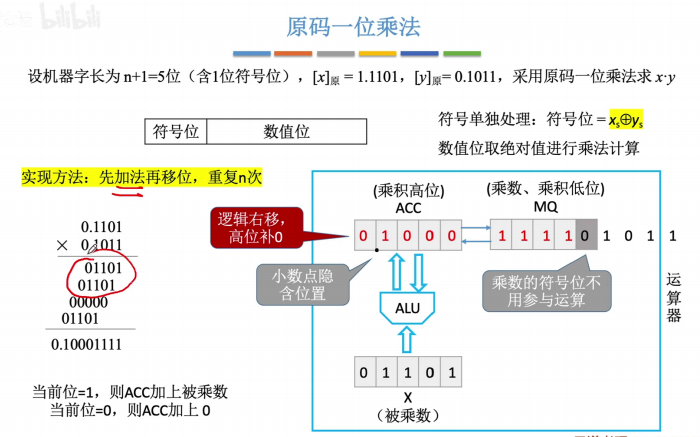 bilibili
原码一位乘法
设机器字长为 n+1=5位（含1位符号位），[x]原 = 1.1101，[y]原= 0.1011，采用原码一位乘法求 x·y
符号位 数值位
符号单独处理：符号位 = xs⊕ys
数值位取绝对值进行乘法计算
实现方法：先加法再移位，重复n次
0.1101
× 0.1011
01101
01101
00000
01101
0.10001111
当前位=1，则ACC加上被乘数
当前位=0，则ACC加上 0
逻辑右移，
高位补0
(乘积高位)
ACC
0 1 0 0 0
小数点隐
含位置
(乘数、乘积低位)
MQ
1 1 1 1 0 1 0 1 1
乘数的符号位不
用参与运算
ALU
0 1 1 0 1
X
（被乘数）
运算器